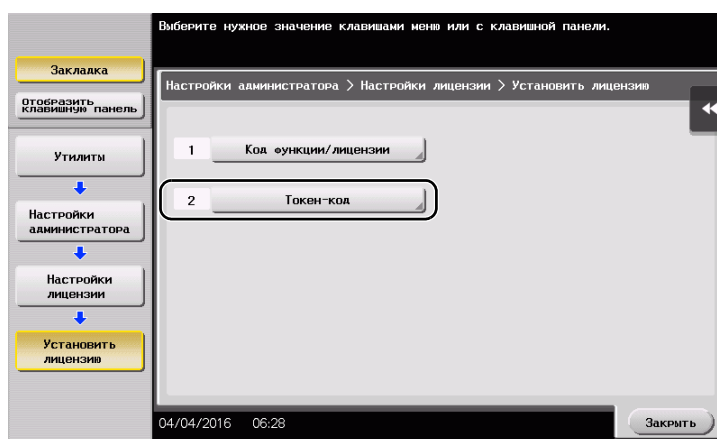 Выберите нужное значение клавишами меню или с клавишной панели.
Закладка
Отобразить
клавишную панель
Настройки администратора > Настройки лицензии > Установить лицензию
Утилиты
1 Код функции/лицензии
2 Токен-код
Настройки
администратора
Настройки
лицензии
Установить
лицензию
04/04/2016 06:28
Закрыть